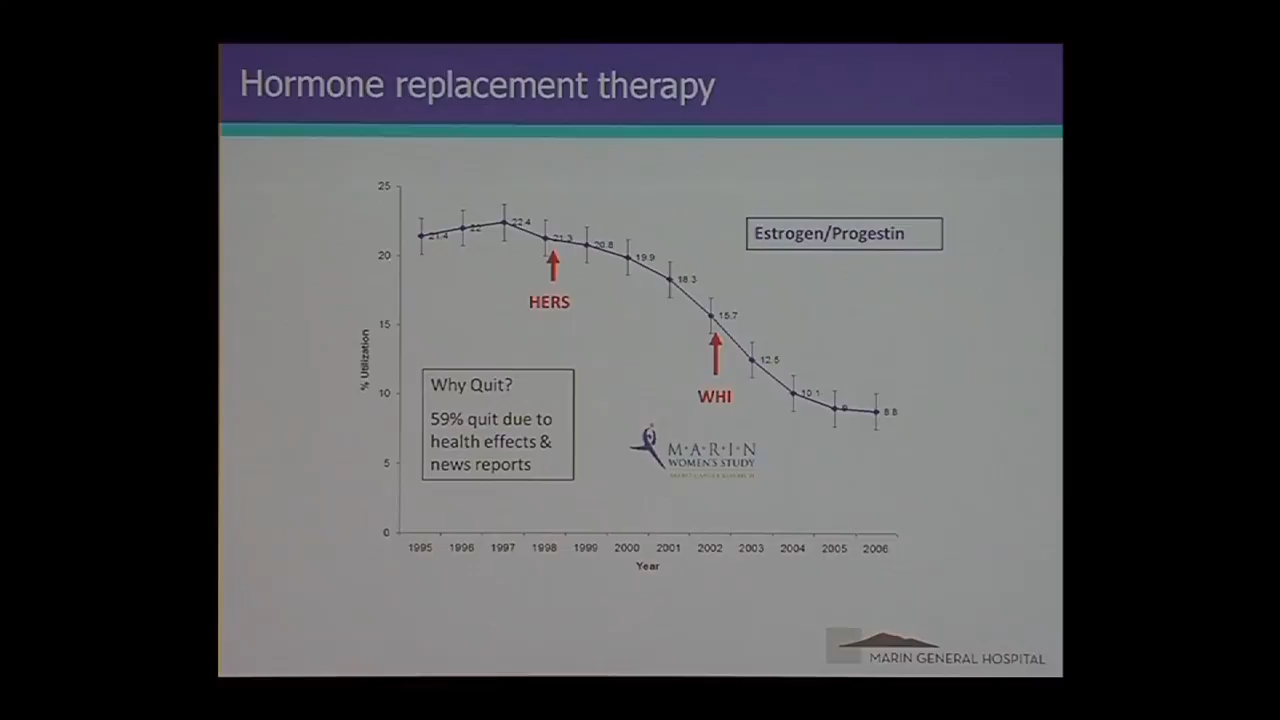 Hormone replacement therapy
25
20
15
10
5
0
% Utilization
21.4
22
22.4
21.3
20.8
19.9
18.3
15.7
12.5
10.1
9
8.8
Estrogen/Progestin
HERS
WHI
Why Quit?
59% quit due to
health effects &
news reports
M·A·R·I·N
WOMEN'S STUDY
1995 1996 1997 1998 1999 2000 2001 2002 2003 2004 2005 2006
Year
MARIN GENERAL HOSPITAL